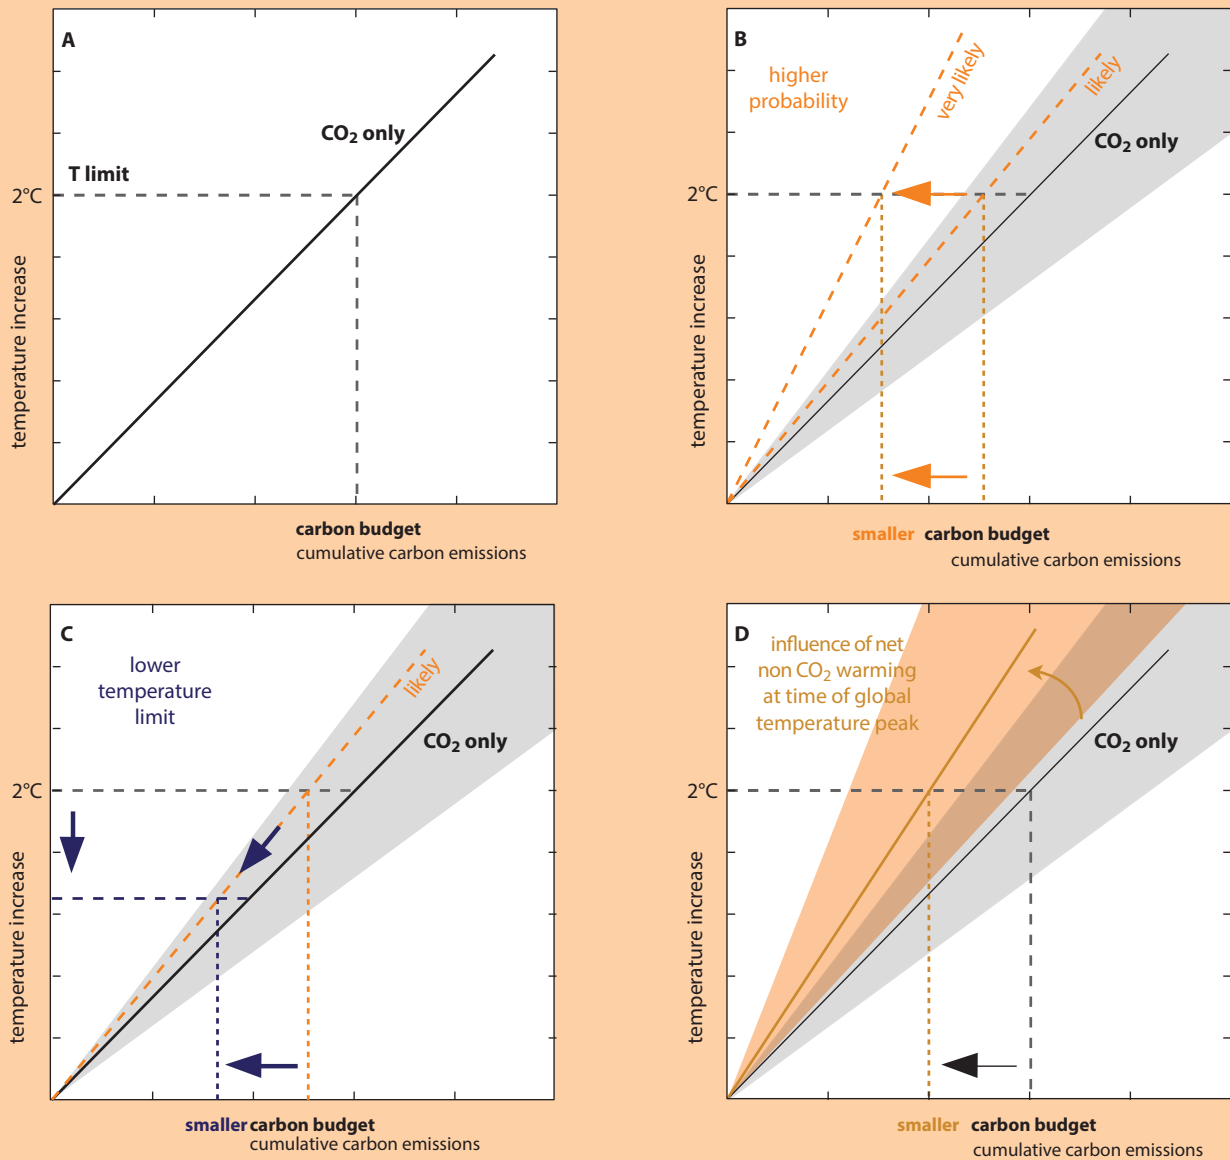 A
CO2 only
T limit
2°C
temperature increase
carbon budget
cumulative carbon emissions
B
higher
probability
very likely
likely
CO2 only
2°C
temperature increase
smaller carbon budget
cumulative carbon emissions
C
lower
temperature
limit
likely
CO2 only
2°C
temperature increase
smaller carbon budget
cumulative carbon emissions
D
influence of net
non CO2 warming
at time of global
temperature peak
CO2 only
2°C
temperature increase
smaller carbon budget
cumulative carbon emissions